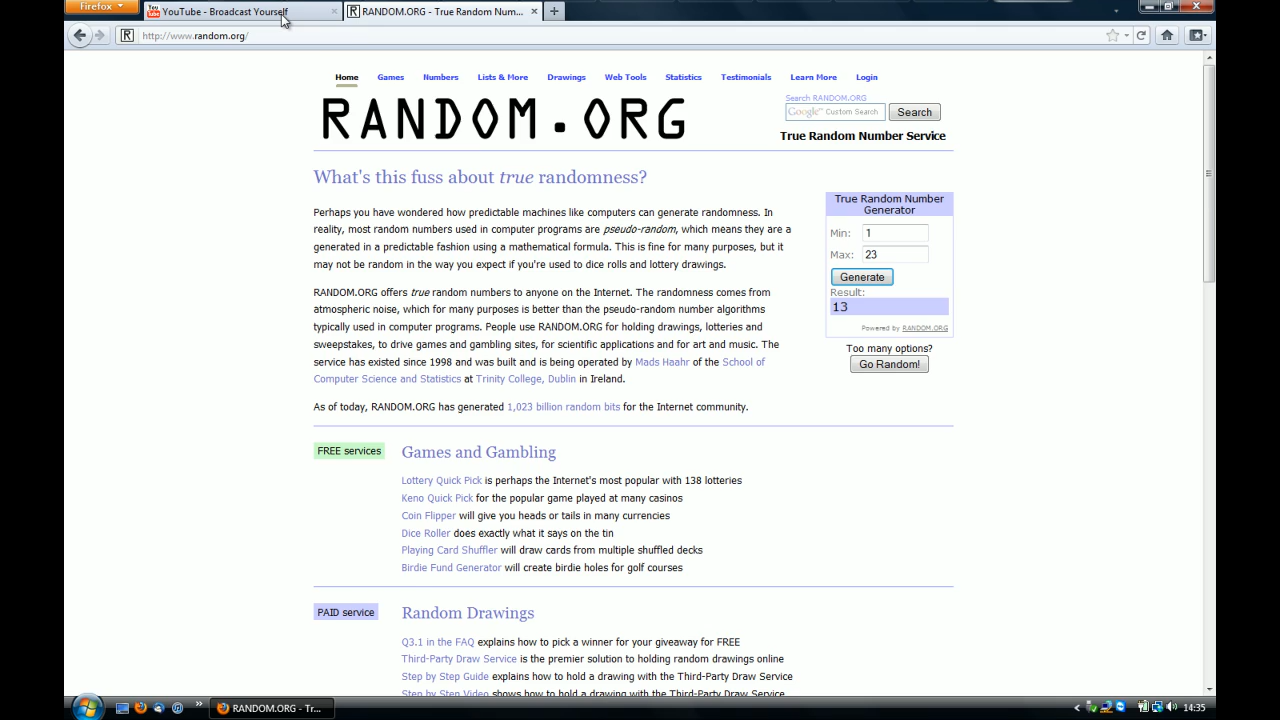 Firefox
YouTube - Broadcast Yourself
RANDOM.ORG - True Random Num...
http://www.random.org/
Home Games Numbers Lists & More Drawings Web Tools Statistics Testimonials Learn More Login
RANDOM.ORG
Search RANDOM.ORG
Google™ Custom Search Search
True Random Number Service
What's this fuss about true randomness?
Perhaps you have wondered how predictable machines like computers can generate randomness. In
reality, most random numbers used in computer programs are pseudo-random, which means they are a
generated in a predictable fashion using a mathematical formula. This is fine for many purposes, but it
may not be random in the way you expect if you're used to dice rolls and lottery drawings.
RANDOM.ORG offers true random numbers to anyone on the Internet. The randomness comes from
atmospheric noise, which for many purposes is better than the pseudo-random number algorithms
typically used in computer programs. People use RANDOM.ORG for holding drawings, lotteries and
sweepstakes, to drive games and gambling sites, for scientific applications and for art and music. The
service has existed since 1998 and was built and is being operated by Mads Haahr of the School of
Computer Science and Statistics at Trinity College, Dublin in Ireland.
As of today, RANDOM.ORG has generated 1,023 billion random bits for the Internet community.
True Random Number
Generator
Min: 1
Max: 23
Generate
Result:
13
Powered by RANDOM.ORG
Too many options?
Go Random!
FREE services
Games and Gambling
Lottery Quick Pick is perhaps the Internet's most popular with 138 lotteries
Keno Quick Pick for the popular game played at many casinos
Coin Flipper will give you heads or tails in many currencies
Dice Roller does exactly what it says on the tin
Playing Card Shuffler will draw cards from multiple shuffled decks
Birdie Fund Generator will create birdie holes for golf courses
PAID service
Random Drawings
Q3.1 in the FAQ explains how to pick a winner for your giveaway for FREE
Third-Party Draw Service is the premier solution to holding random drawings online
Step by Step Guide explains how to hold a drawing with the Third-Party Draw Service
Step by Step Video shows how to hold a drawing with the Third-Party Draw Service
RANDOM.ORG - Tr...
14:35